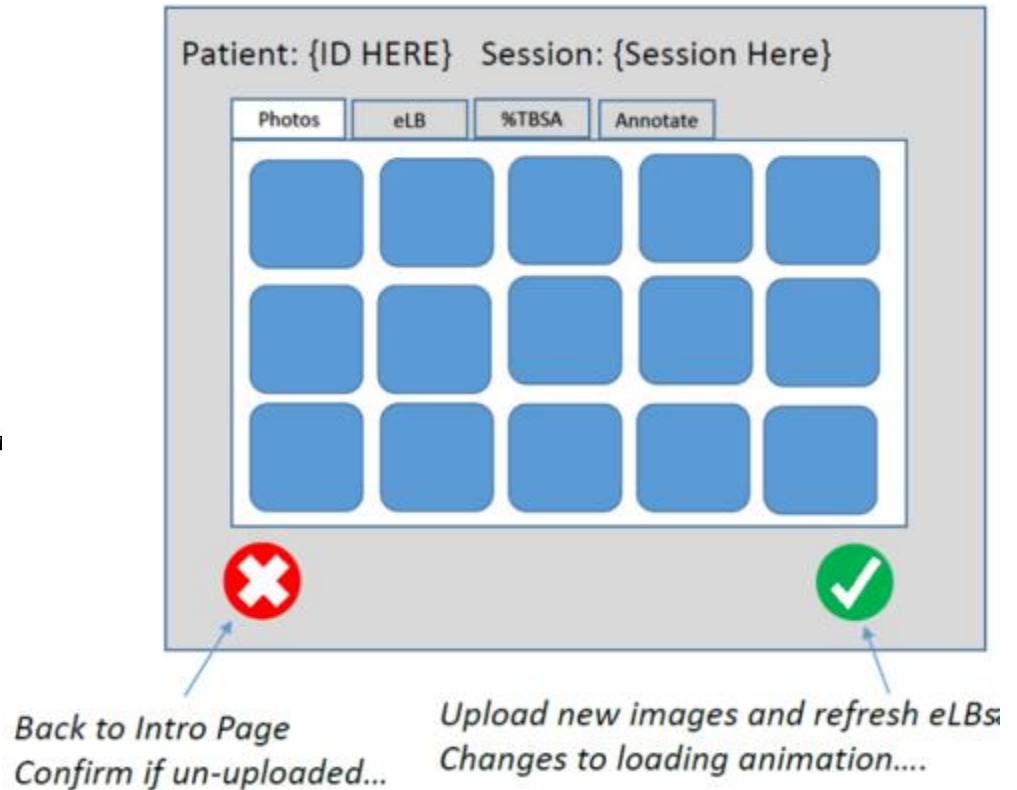 Patient: {ID HERE} Session: {Session Here}
Photos eLB %TBSA Annotate
Back to Intro Page
Confirm if un-uploaded...
Upload new images and refresh eLBs
Changes to loading animation....